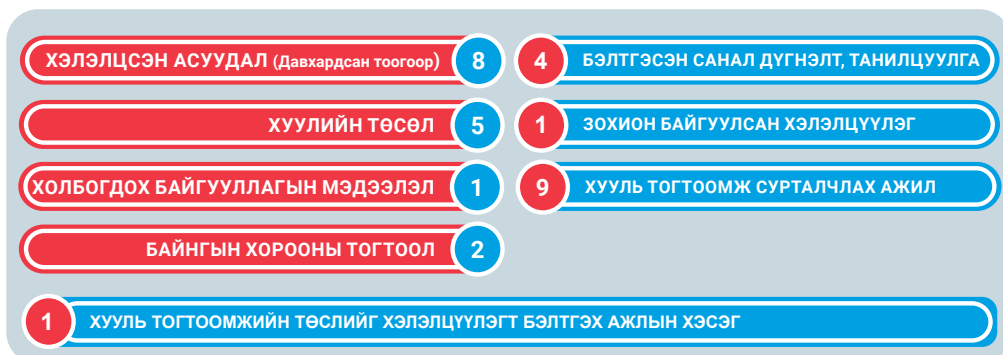 ХЭЛЭЛЦСЭН АСУУДАЛ (Давхардсан тоогоор) 8
ХУУЛИЙН ТӨСӨЛ 5
ХОЛБОГДОХ БАЙГУУЛЛАГЫН МЭДЭЭЛЭЛ 1
БАЙНГЫН ХОРООНЫ ТОГТООЛ 2
4 БЭЛТГЭСЭН САНАЛ ДҮГНЭЛТ, ТАНИЛЦУУЛГА
1 ЗОХИОН БАЙГУУЛСАН ХЭЛЭЛЦҮҮЛЭГ
9 ХУУЛЬ ТОГТООМЖ СУРТАЛЧЛАХ АЖИЛ
1 ХУУЛЬ ТОГТООМЖИЙН ТӨСЛИЙГ ХЭЛЭЛЦҮҮЛЭГТ БЭЛТГЭХ АЖЛЫН ХЭСЭГ